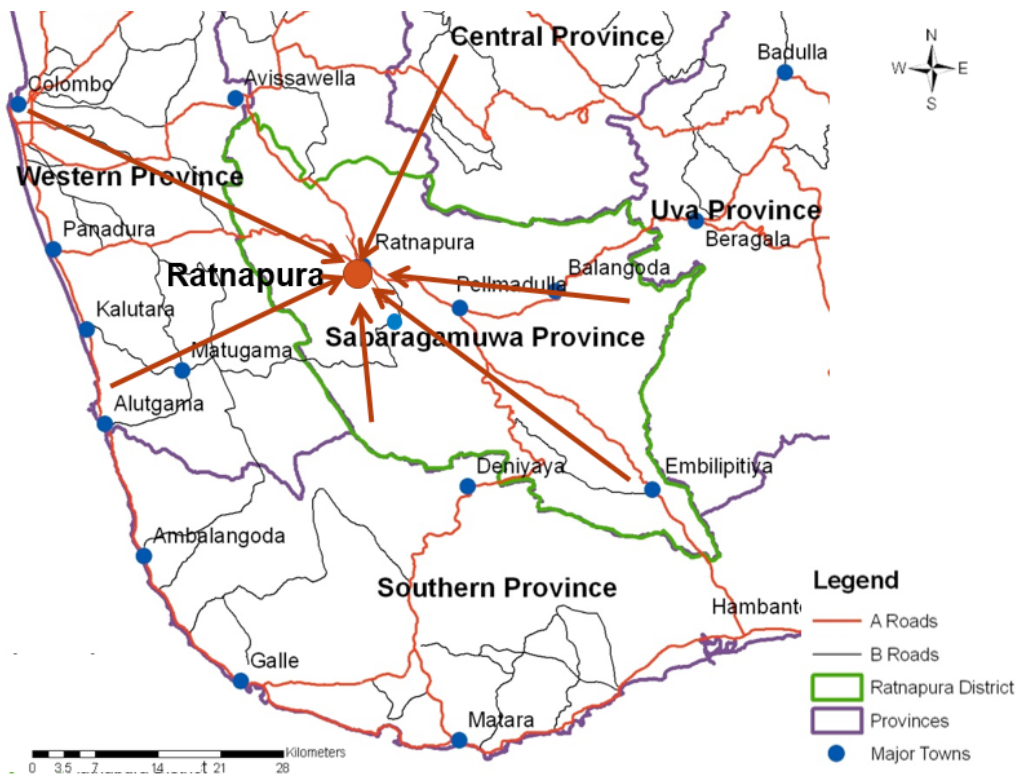 Central Province
N
Badulla
W
E
S
Avissawella
Colombo
Western Province
Uva Province
Panadura
Ratnapura
Beragala
Ratnapura
Balangoda
Pellmadulla
Kalutara
Sabaragamuwa Province
Matugama
Alutgama
Deniyaya
Embilipitiya
Ambalangoda
Southern Province
Legend
Hambant
A Roads
B Roads
Galle
Ratnapura District
Matara
Provinces
Major Towns
Kilometers
0 3.5 7 14 21 28